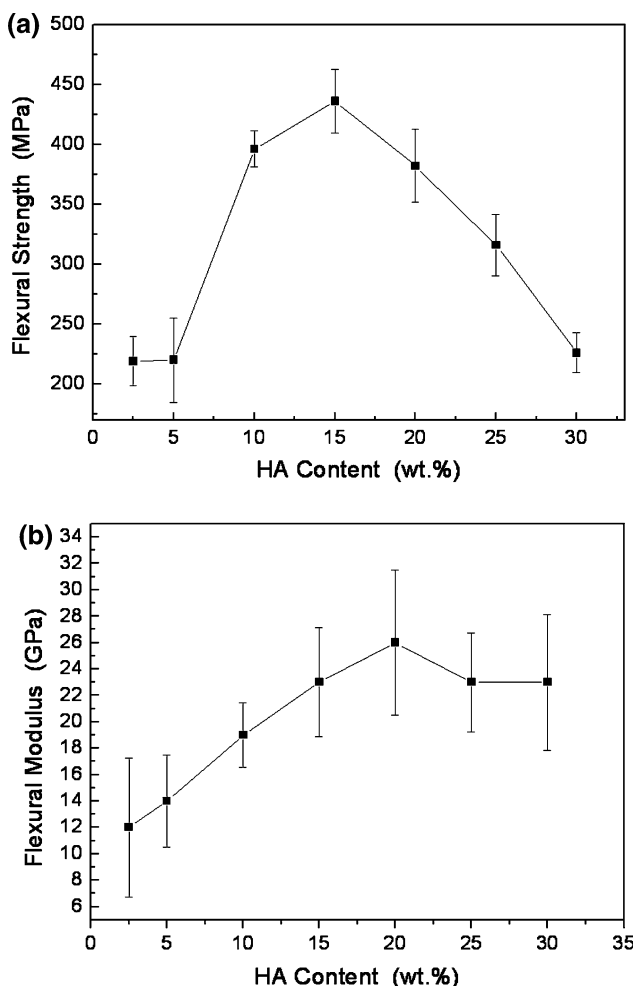 (a)
500
450
400
350
300
250
200
Flexural Strength (MPa)
0 5 10 15 20 25 30
HA Content (wt.%)
(b)
34
32
30
28
26
24
22
20
18
16
14
12
10
8
6
Flexural Modulus (GPa)
0 5 10 15 20 25 30 35
HA Content (wt.%)